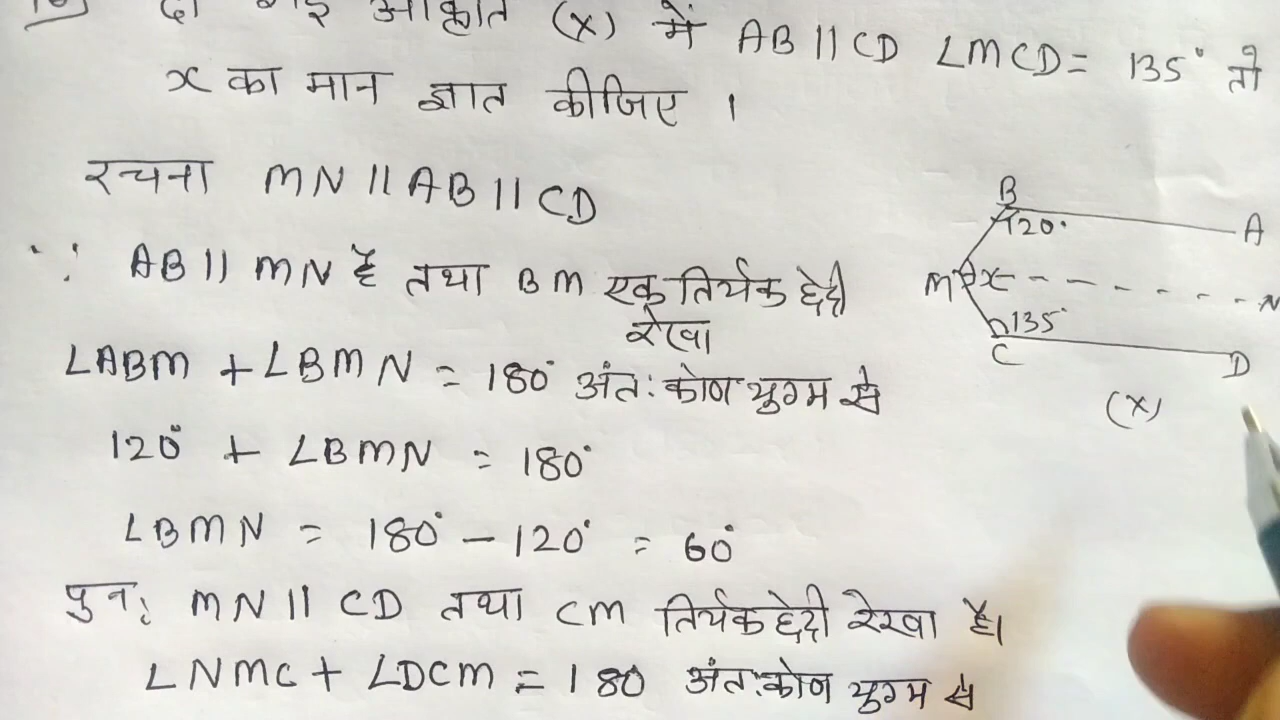 दी गई आकृति (x) में AB || CD ∠MCD = 135° तो
x का मान ज्ञात कीजिए ।
रचना MN || AB || CD
∵ AB || MN है तथा BM एक तिर्यक छेदी
रेखा
∠ABM + ∠BMN = 180° अंत: कोण युग्म से
120° + ∠BMN = 180°
∠BMN = 180° - 120° = 60°
पुन: MN || CD तथा CM तिर्यक छेदी रेखा है।
∠NMC + ∠DCM = 180 अंत: कोण युग्म से
B
120°
A
M
x
N
135°
C
D
(x)